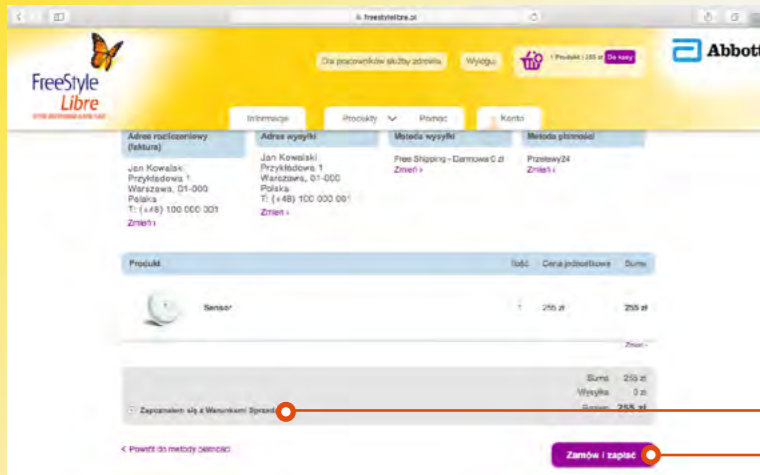 freestylelibre.pl
FreeStyle
Libre
Dla pracowników służby zdrowia
Wyloguj
1 Produkt | 255 zł
Do kasy
Abbott
Informacje
Produkty
Pomoc
Konto
Adres rozliczeniowy
(faktura)
Jan Kowalski
Przykładowa 1
Warszawa, 01-000
Polska
T: (+48) 100 000 001
Zmień ›
Adres wysyłki
Jan Kowalski
Przykładowa 1
Warszawa, 01-000
Polska
T: (+48) 100 000 001
Zmień ›
Metoda wysyłki
Free Shipping - Darmowa 0 zł
Zmień ›
Metoda płatności
Przelewy24
Zmień ›
Produkt Ilość Cena jednostkowa Suma
Sensor 1 255 zł 255 zł
Zmień ›
Suma 255 zł
Wysyłka 0 zł
255 zł
Zapoznałem się z Warunkami
‹ Powrót do metody płatności
Zamów i zapłać